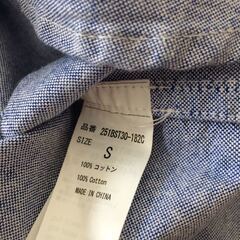 品番 251BST30-182C
SIZE
S
100% コットン
100% Cotton
MADE IN CHINA